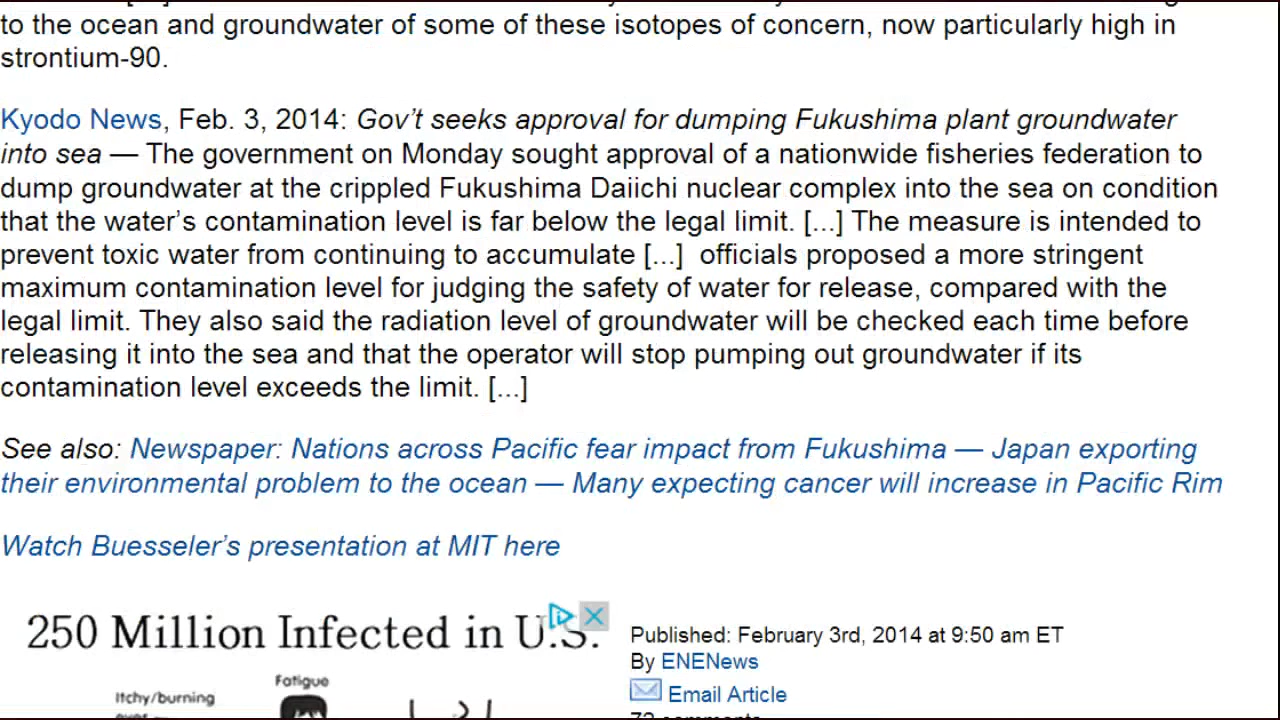 to the ocean and groundwater of some of these isotopes of concern, now particularly high in
strontium-90.
Kyodo News, Feb. 3, 2014: Gov’t seeks approval for dumping Fukushima plant groundwater
into sea — The government on Monday sought approval of a nationwide fisheries federation to
dump groundwater at the crippled Fukushima Daiichi nuclear complex into the sea on condition
that the water’s contamination level is far below the legal limit. [...] The measure is intended to
prevent toxic water from continuing to accumulate [...]  officials proposed a more stringent
maximum contamination level for judging the safety of water for release, compared with the
legal limit. They also said the radiation level of groundwater will be checked each time before
releasing it into the sea and that the operator will stop pumping out groundwater if its
contamination level exceeds the limit. [...]
See also: Newspaper: Nations across Pacific fear impact from Fukushima — Japan exporting
their environmental problem to the ocean — Many expecting cancer will increase in Pacific Rim
Watch Buesseler’s presentation at MIT here
250 Million Infected in U.S.
Fatigue
Itchy/burning
Published: February 3rd, 2014 at 9:50 am ET
By ENENews
Email Article